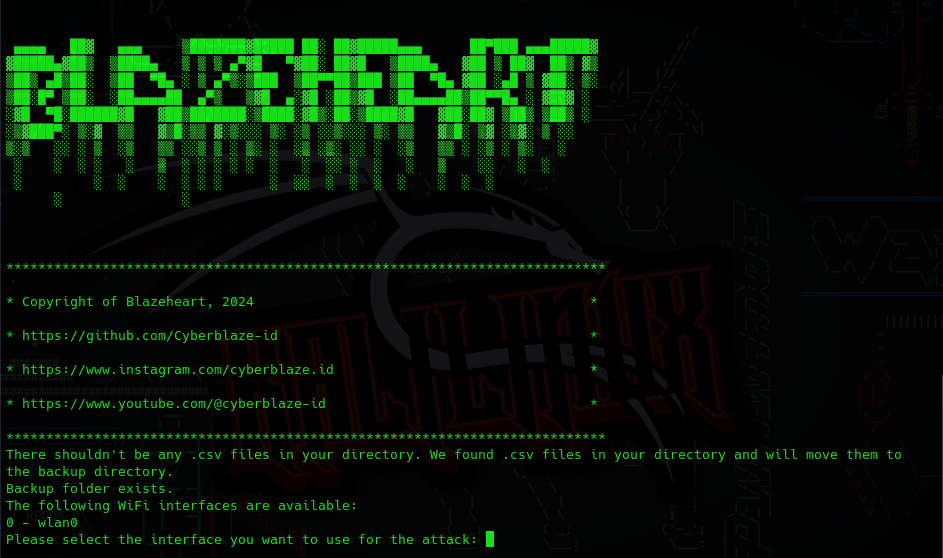 BLAZEHEART
****************************************************************************
* Copyright of Blazeheart, 2024 *
* https://github.com/Cyberblaze-id *
* https://www.instagram.com/cyberblaze.id *
* https://www.youtube.com/@cyberblaze-id *
****************************************************************************
There shouldn't be any .csv files in your directory. We found .csv files in your directory and will move them to
the backup directory.
Backup folder exists.
The following WiFi interfaces are available:
0 - wlan0
Please select the interface you want to use for the attack:
KALI LINUX